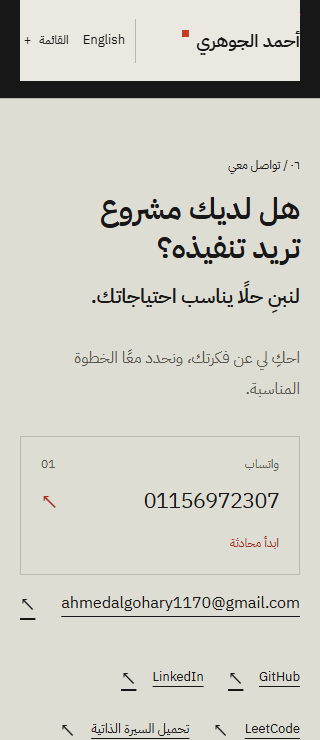 أحمد الجوهري
English
القائمة +
٠٦ / تواصل معي
هل لديك مشروع
تريد تنفيذه؟
لنبنِ حلًا يناسب احتياجاتك.
احكِ لي عن فكرتك، ونحدد معًا الخطوة
المناسبة.
واتساب
01
01156972307 ↖
ابدأ محادثة
ahmedalgohary1170@gmail.com ↖
GitHub ↖ LinkedIn ↖
LeetCode ↖ تحميل السيرة الذاتية ↖